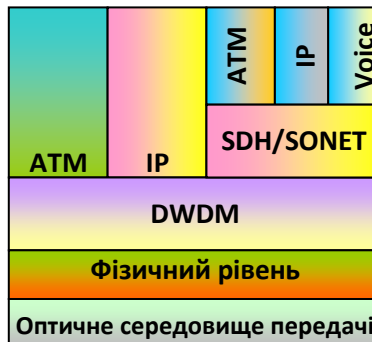 ATM
IP
Voice
SDH/SONET
ATM
IP
DWDM
Фізичний рівень
Оптичне середовище передачі